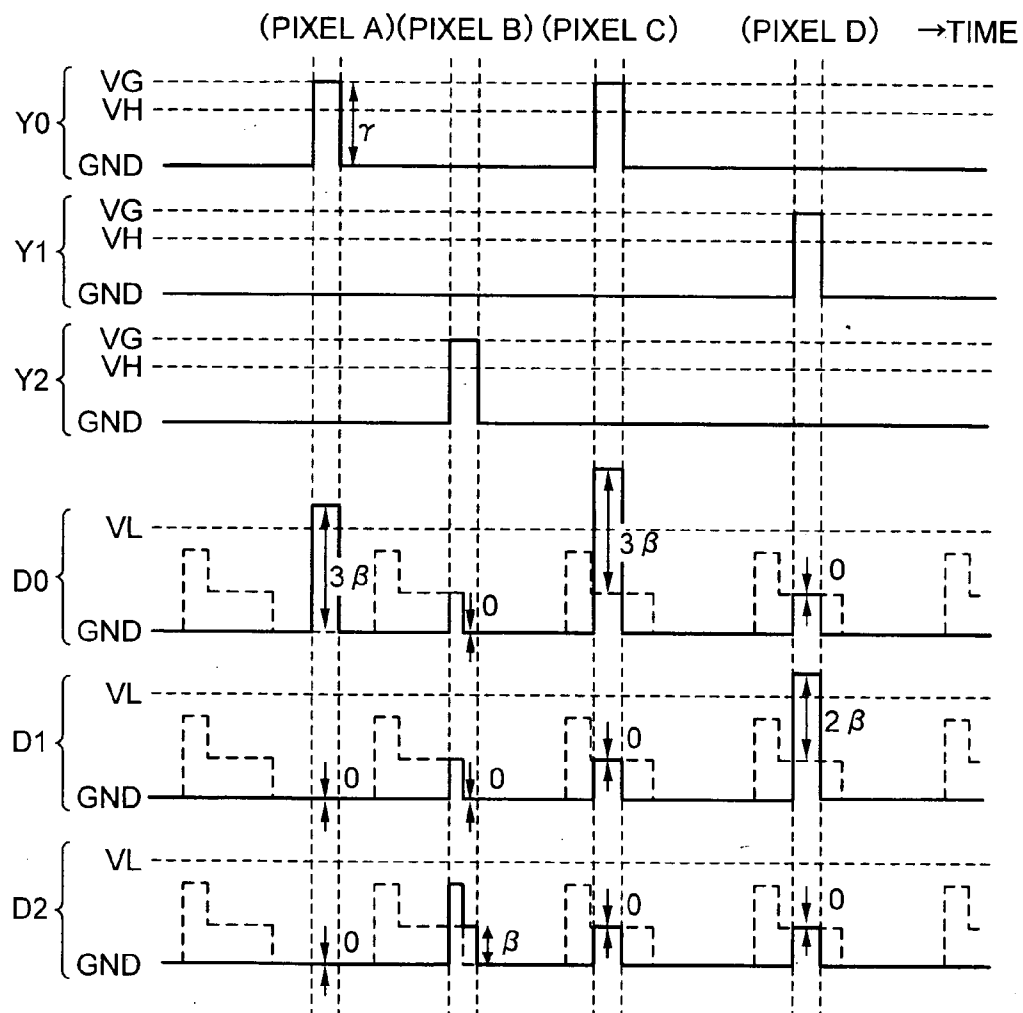 (PIXEL A)(PIXEL B) (PIXEL C) (PIXEL D) →TIME
VG
VH
Y0
γ
GND
VG
VH
Y1
GND
VG
VH
Y2
GND
VL
D0
3β
0
3β
0
GND
VL
D1
0
0
0
2β
GND
VL
D2
0
β
0
0
GND